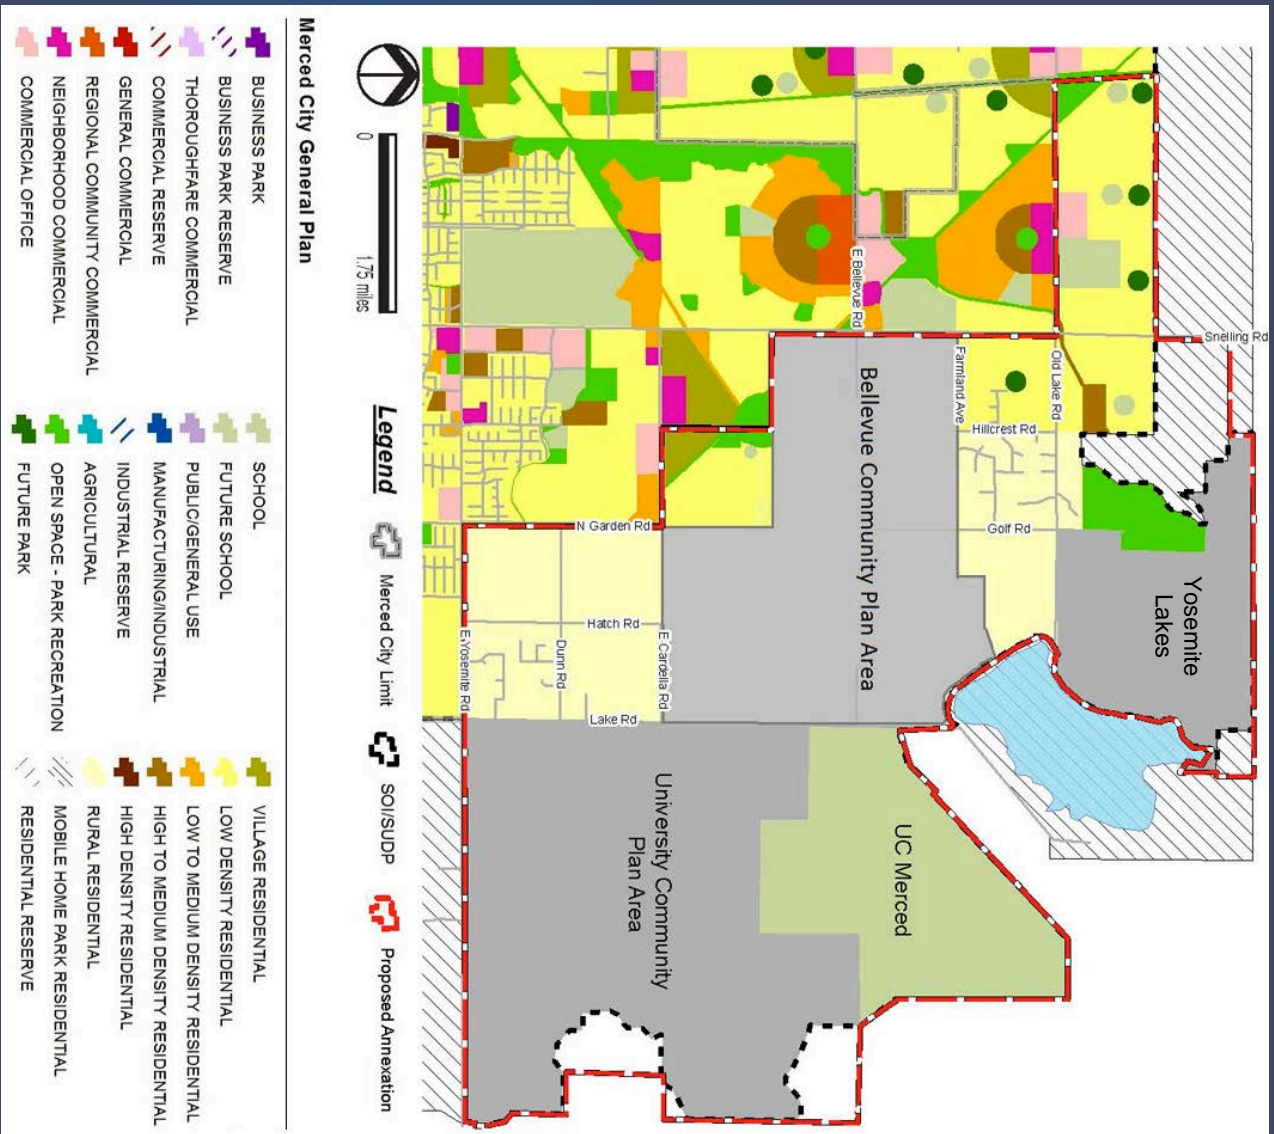 Snelling Rd
Old Lake Rd
Farmland Ave
E Bellevue Rd
Hillcrest Rd
Golf Rd
N Garden Rd
Hatch Rd
Dunn Rd
Lake Rd
E Cardella Rd
E Yosemite Rd
Bellevue Community Plan Area
Yosemite
Lakes
UC Merced
University Community
Plan Area
0
1.75 miles
Legend
Merced City Limit
SOI/SUDP
Proposed Annexation
Merced City General Plan
BUSINESS PARK
BUSINESS PARK RESERVE
THOROUGHFARE COMMERCIAL
COMMERCIAL RESERVE
GENERAL COMMERCIAL
REGIONAL COMMUNITY COMMERCIAL
NEIGHBORHOOD COMMERCIAL
COMMERCIAL OFFICE
SCHOOL
FUTURE SCHOOL
PUBLIC/GENERAL USE
MANUFACTURING/INDUSTRIAL
INDUSTRIAL RESERVE
AGRICULTURAL
OPEN SPACE - PARK RECREATION
FUTURE PARK
VILLAGE RESIDENTIAL
LOW DENSITY RESIDENTIAL
LOW TO MEDIUM DENSITY RESIDENTIAL
HIGH TO MEDIUM DENSITY RESIDENTIAL
HIGH DENSITY RESIDENTIAL
RURAL RESIDENTIAL
MOBILE HOME PARK RESIDENTIAL
RESIDENTIAL RESERVE